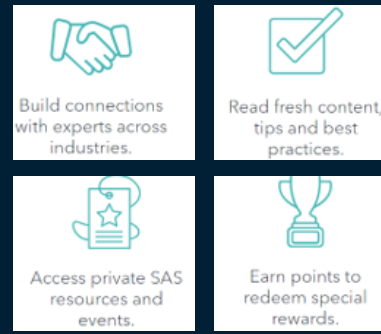 Build connections
with experts across
industries.
Read fresh content,
tips and best
practices.
Access private SAS
resources and
events.
Earn points to
redeem special
rewards.